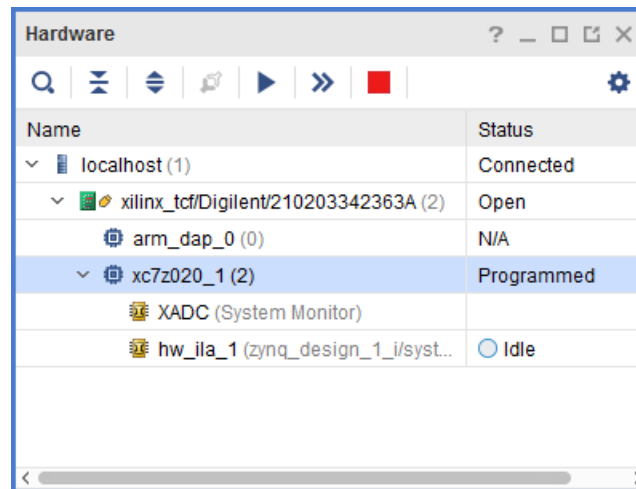 Hardware
Name Status
localhost (1) Connected
xilinx_tcf/Digilent/210203342363A (2) Open
arm_dap_0 (0) N/A
xc7z020_1 (2) Programmed
XADC (System Monitor)
hw_ila_1 (zynq_design_1_i/syst... Idle